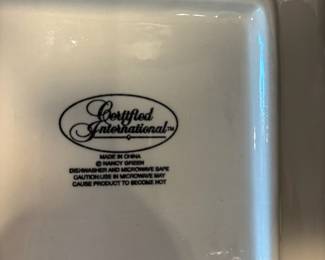 Certified
International™
MADE IN CHINA
© NANCY GREEN
DISHWASHER AND MICROWAVE SAFE
CAUTION USE IN MICROWAVE MAY
CAUSE PRODUCT TO BECOME HOT